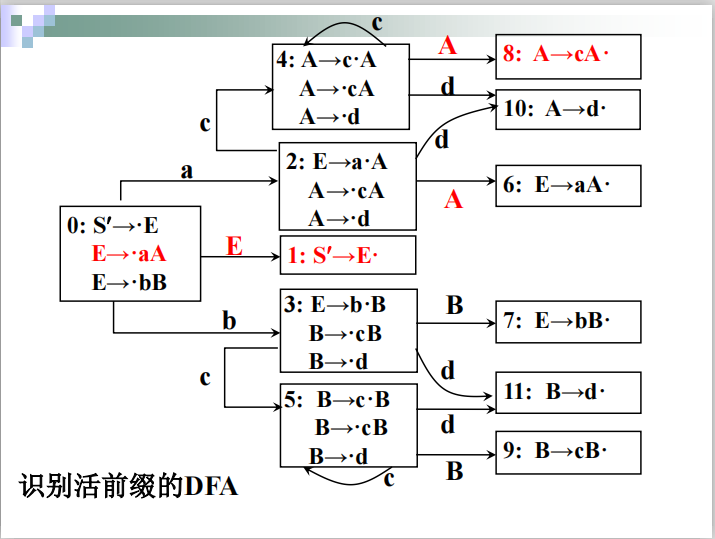 c
4: A→c·A
A→·cA
A→·d
A
8: A→cA·
d
10: A→d·
c
d
2: E→a·A
A→·cA
A→·d
a
A
6: E→aA·
0: S′→·E
E→·aA
E→·bB
E
1: S′→E·
b
3: E→b·B
B→·cB
B→·d
B
7: E→bB·
c
d
11: B→d·
5: B→c·B
B→·cB
B→·d
d
B
9: B→cB·
c
识别活前缀的DFA